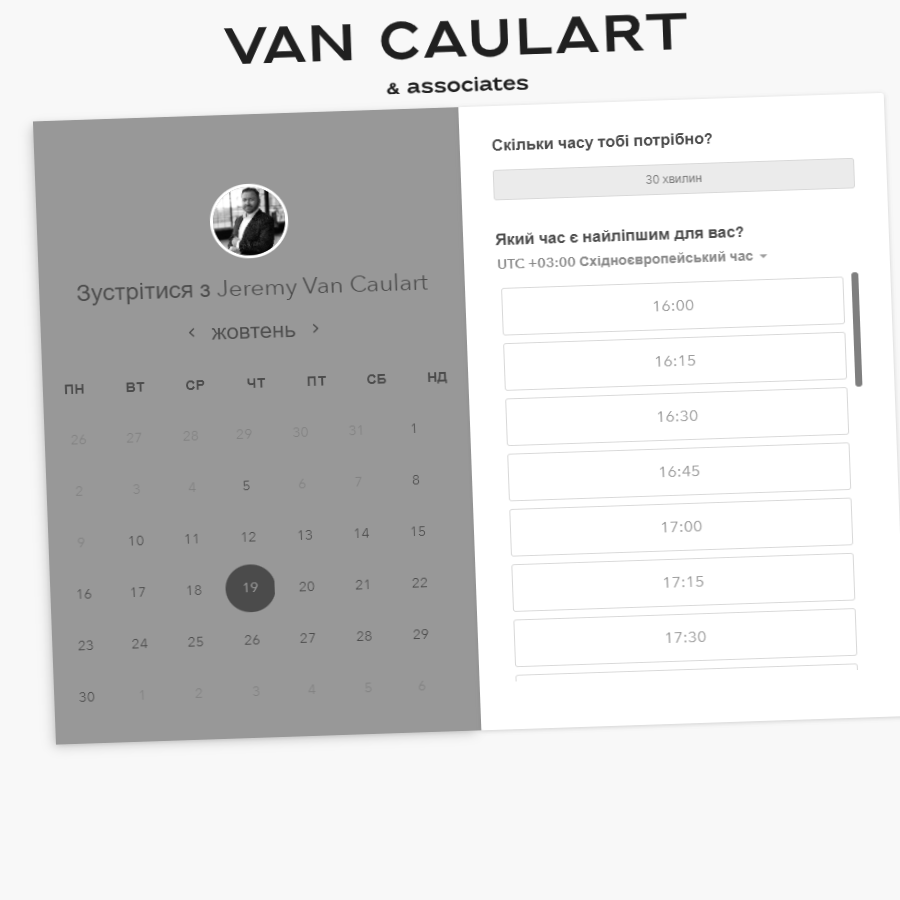 VAN CAULART
& associates
Зустрітися з Jeremy Van Caulart
< жовтень >
ПН ВТ СР ЧТ ПТ СБ НД
26 27 28 29 30 31 1
2 3 4 5 6 7 8
9 10 11 12 13 14 15
16 17 18 19 20 21 22
23 24 25 26 27 28 29
30 1 2 3 4 5 6
Скільки часу тобі потрібно?
30 хвилин
Який час є найліпшим для вас?
UTC +03:00 Східноєвропейський час
16:00
16:15
16:30
16:45
17:00
17:15
17:30